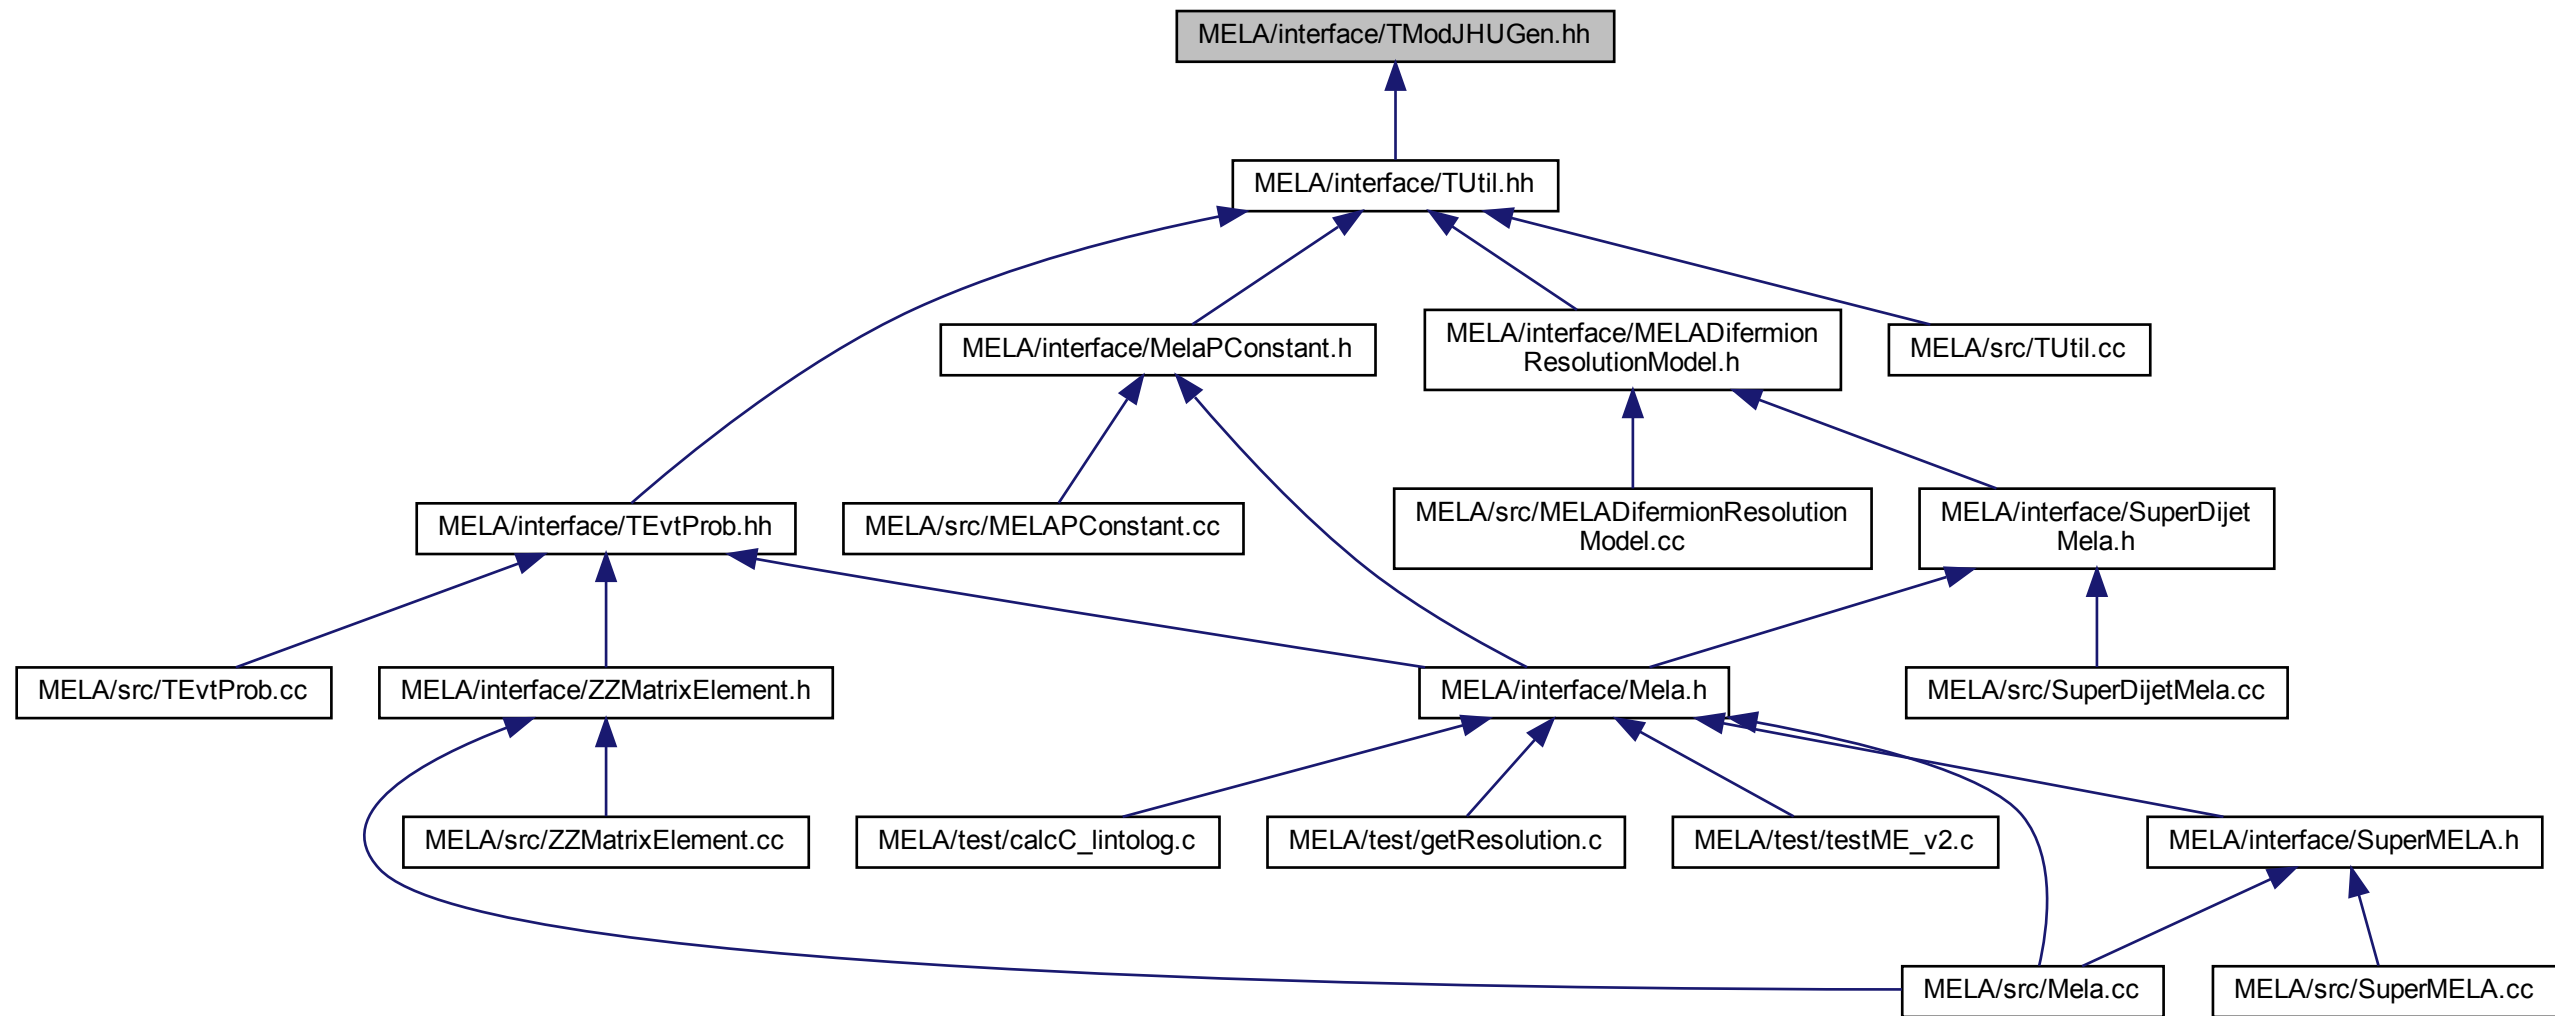 MELA/interface/TModJHUGen.hh
MELA/interface/TUtil.hh
MELA/interface/MelaPConstant.h
MELA/interface/MELADifermion
ResolutionModel.h
MELA/src/TUtil.cc
MELA/interface/TEvtProb.hh
MELA/src/MELAPConstant.cc
MELA/src/MELADifermionResolution
Model.cc
MELA/interface/SuperDijet
Mela.h
MELA/src/TEvtProb.cc
MELA/interface/ZZMatrixElement.h
MELA/interface/Mela.h
MELA/src/SuperDijetMela.cc
MELA/src/ZZMatrixElement.cc
MELA/test/calcC_lintolog.c
MELA/test/getResolution.c
MELA/test/testME_v2.c
MELA/interface/SuperMELA.h
MELA/src/Mela.cc
MELA/src/SuperMELA.cc